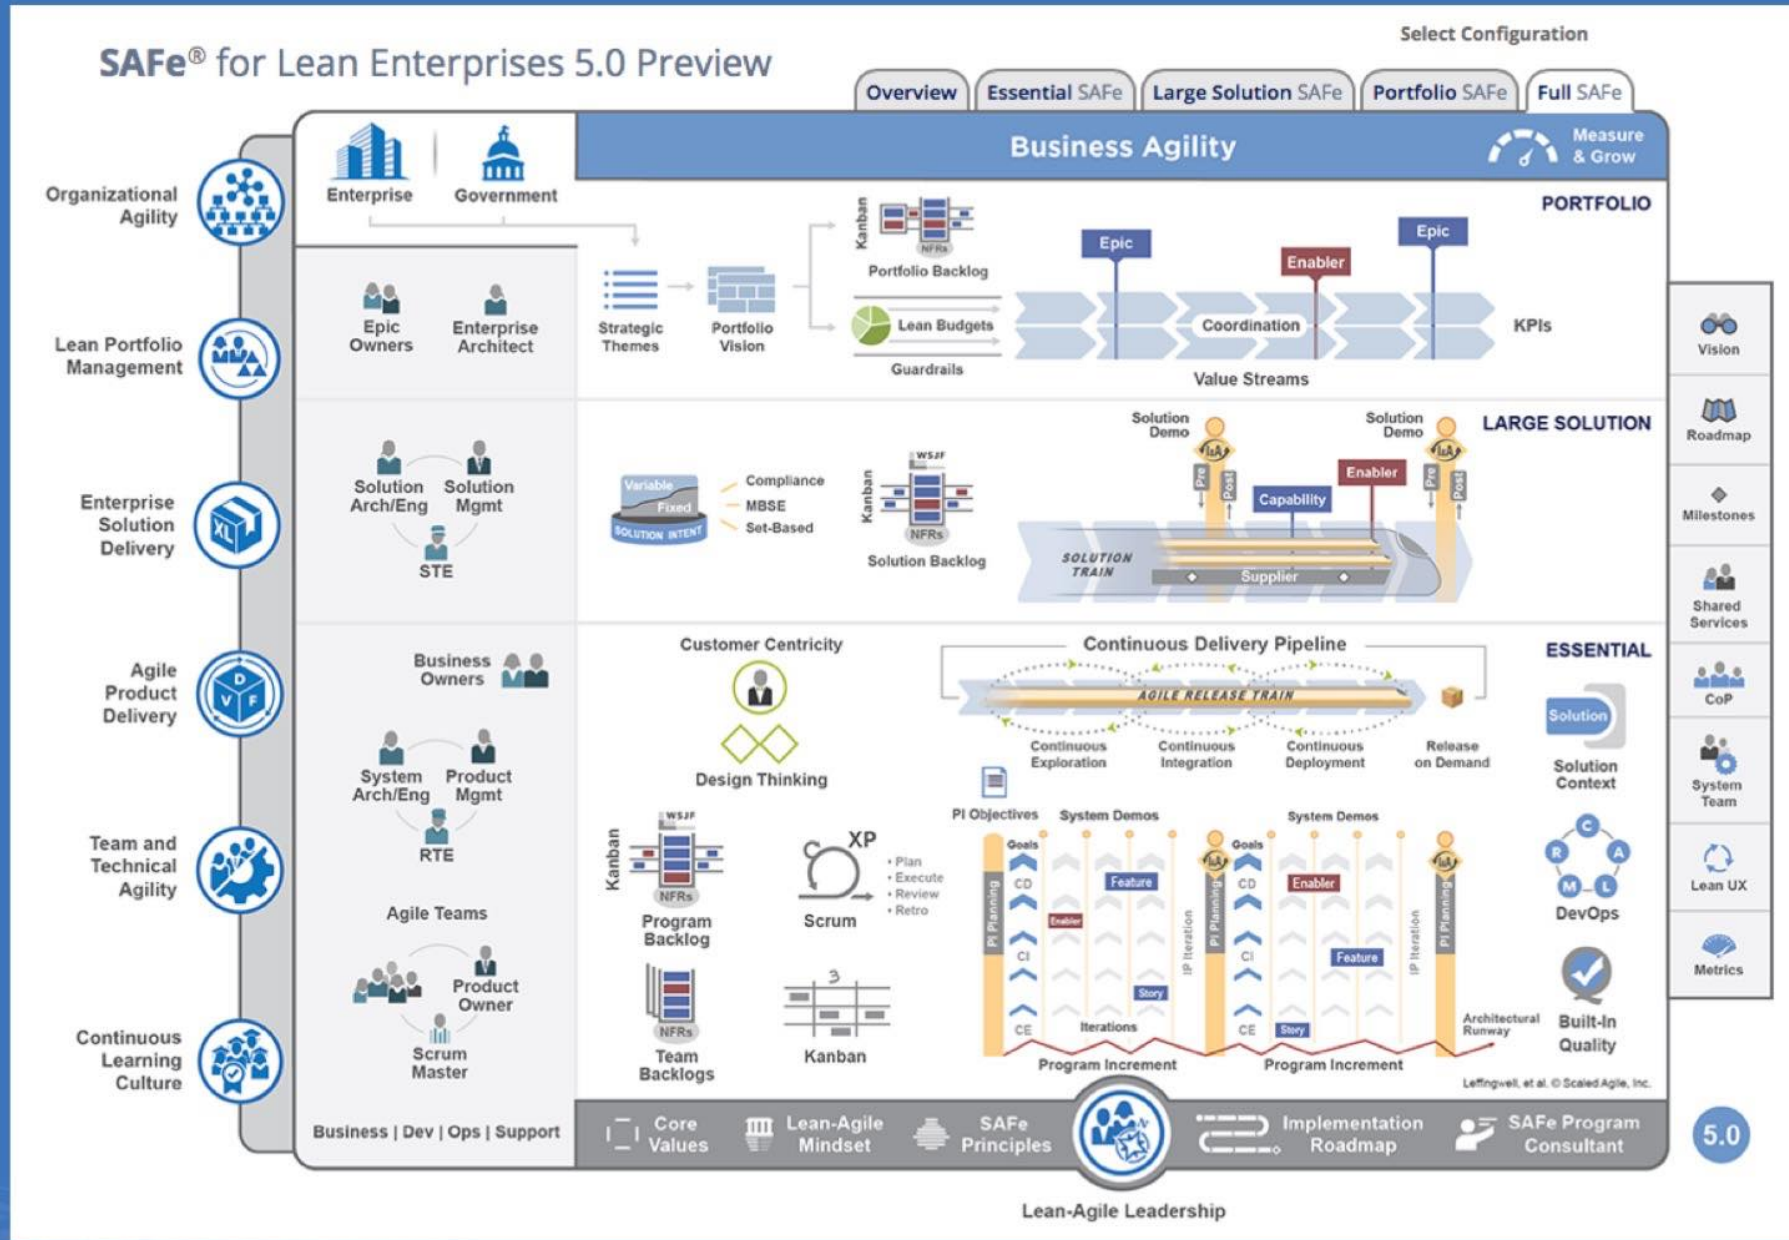 Select Configuration
SAFe® for Lean Enterprises 5.0 Preview
Overview
Essential SAFe
Large Solution SAFe
Portfolio SAFe
Full SAFe
Business Agility
Measure
& Grow
Organizational
Agility
Lean Portfolio
Management
Enterprise
Solution
Delivery
XL
Agile
Product
Delivery
D
V F
Team and
Technical
Agility
Continuous
Learning
Culture
Enterprise
Government
Epic
Owners
Enterprise
Architect
Solution
Arch/Eng
Solution
Mgmt
STE
Business
Owners
System
Arch/Eng
Product
Mgmt
RTE
Agile Teams
Product
Owner
Scrum
Master
Business | Dev | Ops | Support
PORTFOLIO
Strategic
Themes
Portfolio
Vision
Kanban
NFRs
Portfolio Backlog
Lean Budgets
Guardrails
Epic
Enabler
Epic
Coordination
KPIs
Value Streams
LARGE SOLUTION
Variable
Fixed
SOLUTION INTENT
Compliance
MBSE
Set-Based
Kanban
WSJF
NFRs
Solution Backlog
Solution
Demo
I&A
Pre
Post
Capability
Enabler
Solution
Demo
I&A
Pre
Post
SOLUTION
TRAIN
Supplier
ESSENTIAL
Customer Centricity
Design Thinking
Continuous Delivery Pipeline
AGILE RELEASE TRAIN
Continuous
Exploration
Continuous
Integration
Continuous
Deployment
Release
on Demand
Kanban
WSJF
NFRs
Program
Backlog
XP
• Plan
• Execute
• Review
• Retro
Scrum
NFRs
Team
Backlogs
3
Kanban
PI Objectives
System Demos
System Demos
PI Planning
Goals
CD
CI
CE
Enabler
Feature
Story
Iterations
IP Iteration
I&A
PI Planning
Goals
CD
CI
CE
Enabler
Feature
Story
IP Iteration
I&A
PI Planning
Program Increment
Program Increment
Architectural
Runway
Solution
Solution
Context
C
R A
M L
DevOps
Built-In
Quality
Leffingwell, et al. © Scaled Agile, Inc.
Vision
Roadmap
Milestones
Shared
Services
CoP
System
Team
Lean UX
Metrics
Core
Values
Lean-Agile
Mindset
SAFe
Principles
N
Implementation
Roadmap
SAFe Program
Consultant
Lean-Agile Leadership
5.0